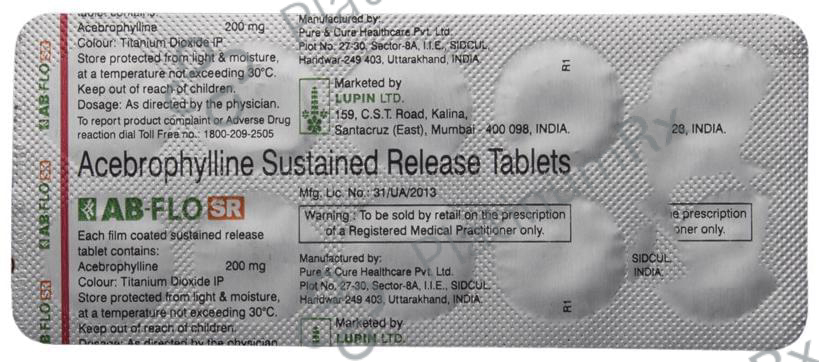 tablet contains:
Acebrophylline 200 mg
Colour: Titanium Dioxide IP
Store protected from light & moisture,
at a temperature not exceeding 30°C.
Keep out of reach of children.
Dosage: As directed by the physician.
To report product complaint or Adverse Drug
reaction dial Toll Free no.: 1800-209-2505
Manufactured by:
Pure & Cure Healthcare Pvt. Ltd.
Plot No. 27-30, Sector-8A, I.I.E., SIDCUL,
Haridwar-249 403, Uttarakhand, INDIA.
Marketed by
LUPIN LTD.
159, C.S.T. Road, Kalina,
Santacruz (East), Mumbai - 400 098, INDIA.
R1
28, INDIA.
AB-FLO SR
AB-FLO SR
AB-FLO SR
B-FLO SR
Acebrophylline Sustained Release Tablets
AB-FLO SR
Mfg. Lic. No.: 31/UA/2013
Each film coated sustained release
tablet contains:
Acebrophylline 200 mg
Colour: Titanium Dioxide IP
Store protected from light & moisture,
at a temperature not exceeding 30°C.
Keep out of reach of children.
Dosage: As directed by the physician
Warning : To be sold by retail on the prescription
of a Registered Medical Practitioner only.
e prescription
oner only.
Manufactured by:
Pure & Cure Healthcare Pvt. Ltd.
Plot No. 27-30, Sector-8A, I.I.E., SIDCUL,
Haridwar-249 403, Uttarakhand, INDIA.
SIDCUL
INDIA.
R1
Marketed by
LUPIN LTD.